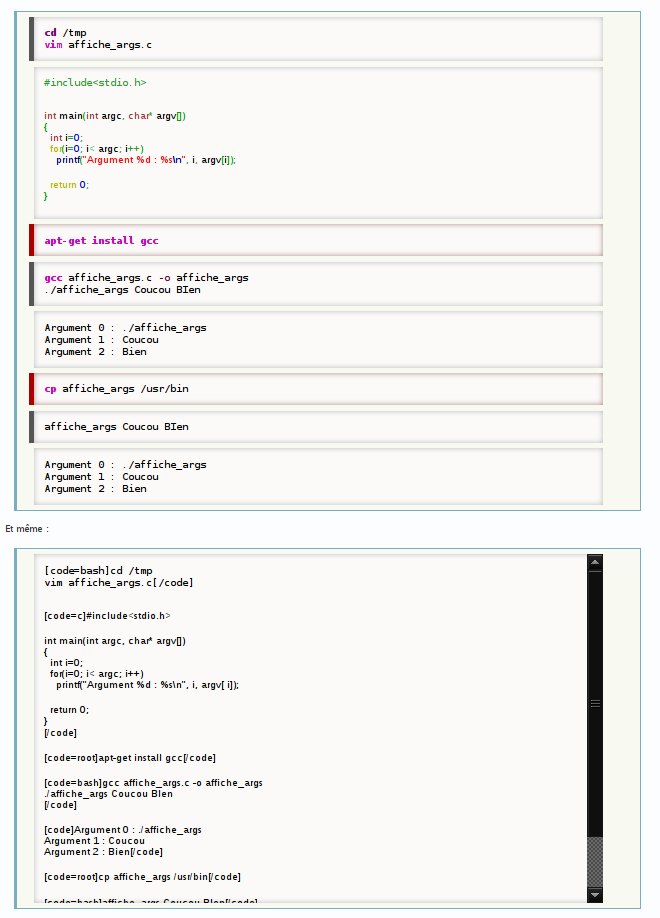 cd /tmp
vim affiche_args.c
#include<stdio.h>
int main(int argc, char* argv[])
{
int i=0;
for(i=0; i< argc; i++)
printf("Argument %d : %s\n", i, argv[i]);
return 0;
}
apt-get install gcc
gcc affiche_args.c -o affiche_args
./affiche_args Coucou BIen
Argument 0 : ./affiche_args
Argument 1 : Coucou
Argument 2 : Bien
cp affiche_args /usr/bin
affiche_args Coucou BIen
Argument 0 : ./affiche_args
Argument 1 : Coucou
Argument 2 : Bien
Et même :
[code=bash]cd /tmp
vim affiche_args.c[/code]
[code=c]#include<stdio.h>
int main(int argc, char* argv[])
{
int i=0;
for(i=0; i< argc; i++)
printf("Argument %d : %s\n", i, argv[ i]);
return 0;
}
[/code]
[code=root]apt-get install gcc[/code]
[code=bash]gcc affiche_args.c -o affiche_args
./affiche_args Coucou BIen
[/code]
[code]Argument 0 : ./affiche_args
Argument 1 : Coucou
Argument 2 : Bien[/code]
[code=root]cp affiche_args /usr/bin[/code]
[code=bash]affiche_args Coucou BIen[/code]